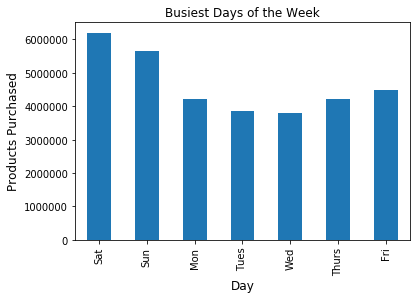 Busiest Days of the Week
Products Purchased
6000000
5000000
4000000
3000000
2000000
1000000
0
Sat
Sun
Mon
Tues
Wed
Thurs
Fri
Day